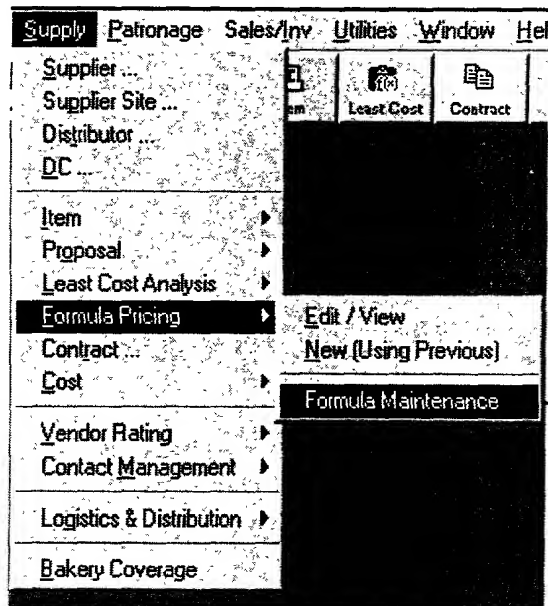 Supply Patronage Sales/Inv Utilities Window Hel
Supplier ...
Supplier Site ...
Distributor ...
DC ...
em Least Cost Contract
Item
Proposal
Least Cost Analysis
Formula Pricing
Edit / View
Contract ...
New (Using Previous)
Cost
Formula Maintenance
Vendor Rating
Contact Management
Logistics & Distribution
Bakery Coverage